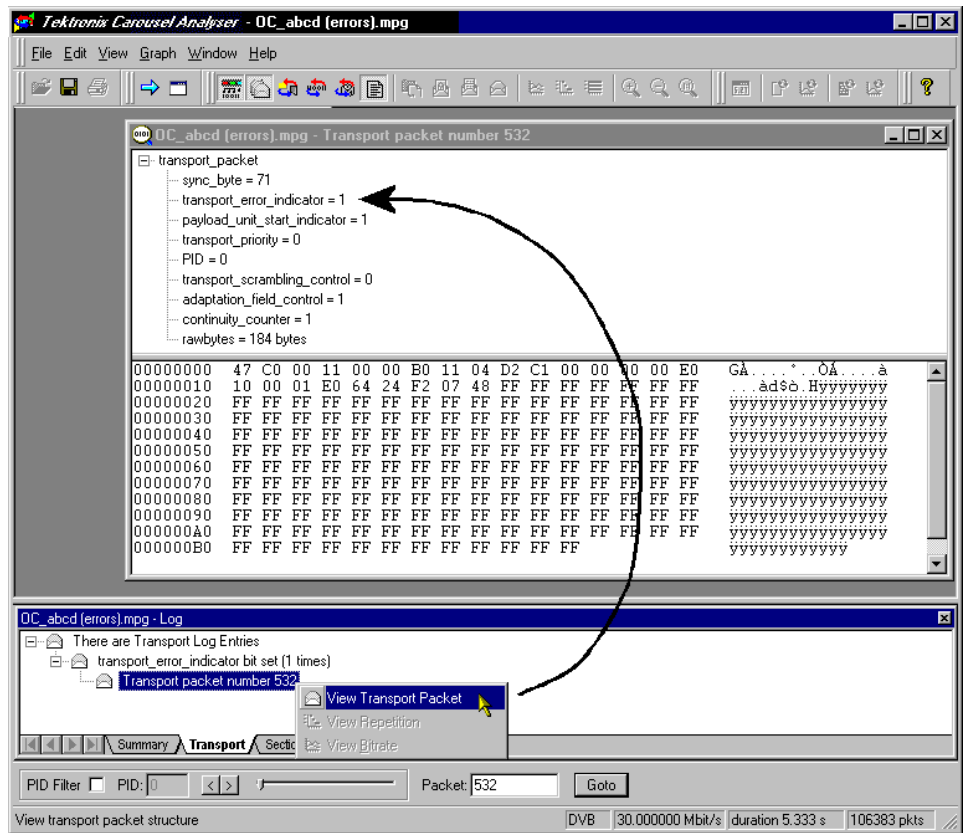 Tektronix Carousel Analyser - OC_abcd (errors).mpg
File Edit View Graph Window Help
OC_abcd (errors).mpg - Transport packet number 532
transport_packet
sync_byte = 71
transport_error_indicator = 1
payload_unit_start_indicator = 1
transport_priority = 0
PID = 0
transport_scrambling_control = 0
adaptation_field_control = 1
continuity_counter = 1
rawbytes = 184 bytes
00000000 47 C0 00 11 00 00 B0 11 04 D2 C1 00 00 00 00 E0 GÀ....°..ÒÁ....à
00000010 10 00 01 E0 64 24 F2 07 48 FF FF FF FF FF FF FF ...àd$ò.Hÿÿÿÿÿÿÿ
00000020 FF FF FF FF FF FF FF FF FF FF FF FF FF FF FF FF ÿÿÿÿÿÿÿÿÿÿÿÿÿÿÿÿ
00000030 FF FF FF FF FF FF FF FF FF FF FF FF FF FF FF FF ÿÿÿÿÿÿÿÿÿÿÿÿÿÿÿÿ
00000040 FF FF FF FF FF FF FF FF FF FF FF FF FF FF FF FF ÿÿÿÿÿÿÿÿÿÿÿÿÿÿÿÿ
00000050 FF FF FF FF FF FF FF FF FF FF FF FF FF FF FF FF ÿÿÿÿÿÿÿÿÿÿÿÿÿÿÿÿ
00000060 FF FF FF FF FF FF FF FF FF FF FF FF FF FF FF FF ÿÿÿÿÿÿÿÿÿÿÿÿÿÿÿÿ
00000070 FF FF FF FF FF FF FF FF FF FF FF FF FF FF FF FF ÿÿÿÿÿÿÿÿÿÿÿÿÿÿÿÿ
00000080 FF FF FF FF FF FF FF FF FF FF FF FF FF FF FF FF ÿÿÿÿÿÿÿÿÿÿÿÿÿÿÿÿ
00000090 FF FF FF FF FF FF FF FF FF FF FF FF FF FF FF FF ÿÿÿÿÿÿÿÿÿÿÿÿÿÿÿÿ
000000A0 FF FF FF FF FF FF FF FF FF FF FF FF FF FF FF FF ÿÿÿÿÿÿÿÿÿÿÿÿÿÿÿÿ
000000B0 FF FF FF FF FF FF FF FF FF FF FF FF ÿÿÿÿÿÿÿÿÿÿÿÿ
OC_abcd (errors).mpg - Log
There are Transport Log Entries
transport_error_indicator bit set (1 times)
Transport packet number 532
View Transport Packet
View Repetition
View Bitrate
Summary Transport Sectio
PID Filter PID: 0 < > Packet: 532 Goto
View transport packet structure DVB 30.000000 Mbit/s duration 5.333 s 106383 pkts